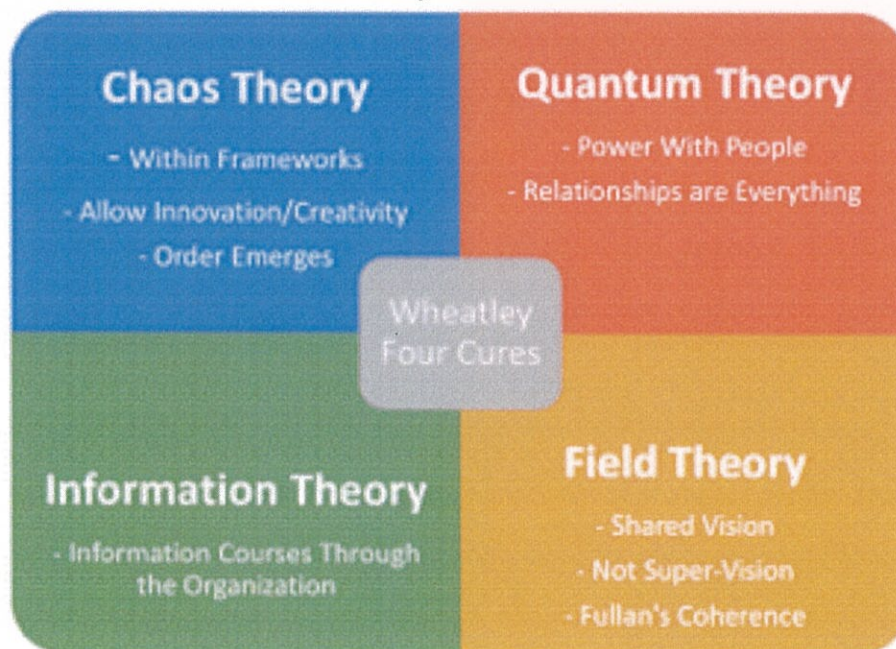 Chaos Theory
- Within Frameworks
- Allow Innovation/Creativity
- Order Emerges
Quantum Theory
- Power With People
- Relationships are Everything
Wheatley
Four Cures
Information Theory
- Information Courses Through
the Organization
Field Theory
- Shared Vision
- Not Super-Vision
- Fullan's Coherence